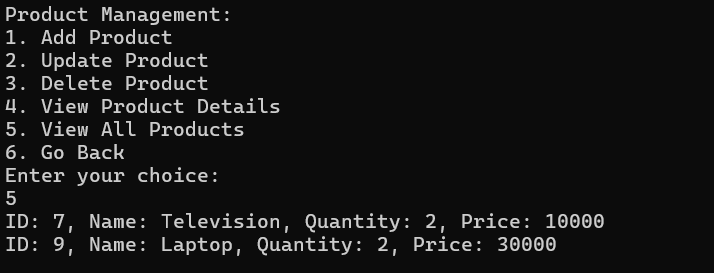 Product Management:
1. Add Product
2. Update Product
3. Delete Product
4. View Product Details
5. View All Products
6. Go Back
Enter your choice:
5
ID: 7, Name: Television, Quantity: 2, Price: 10000
ID: 9, Name: Laptop, Quantity: 2, Price: 30000